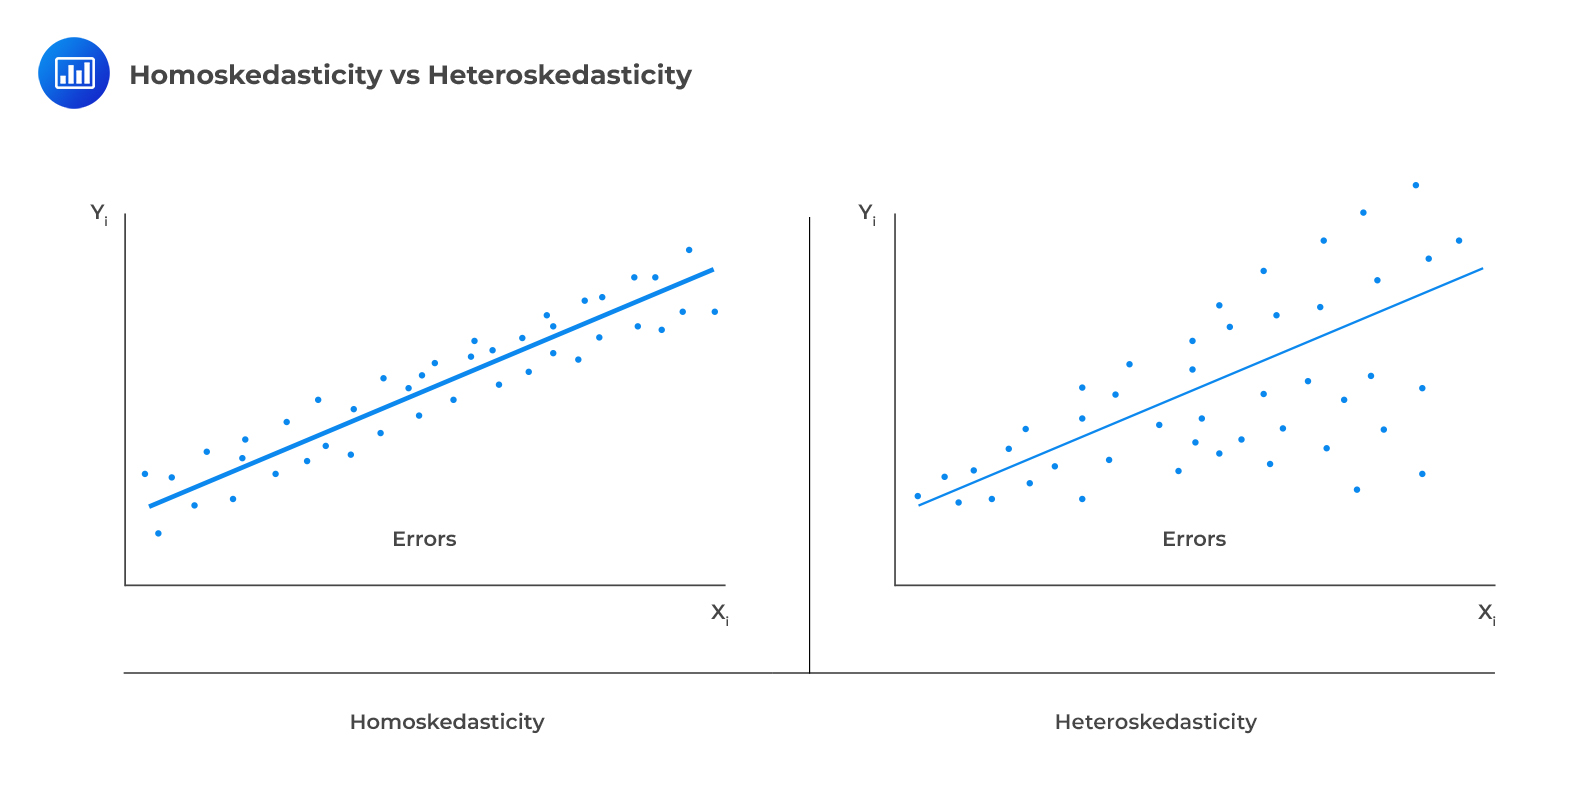 Homoskedasticity vs Heteroskedasticity
Yi
Errors
Xi
Yi
Errors
Xi
Homoskedasticity
Heteroskedasticity